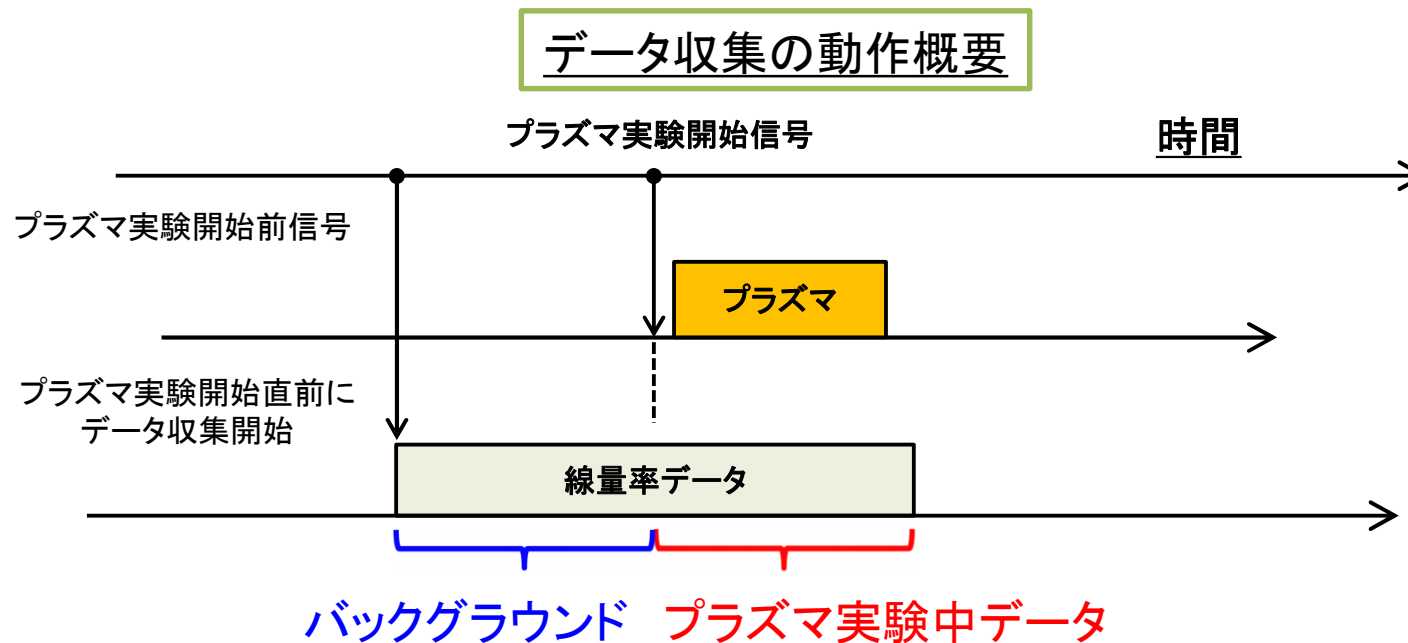 データ収集の動作概要
プラズマ実験開始信号
時間
プラズマ実験開始前信号
プラズマ
プラズマ実験開始直前に
データ収集開始
線量率データ
バックグラウンド
プラズマ実験中データ